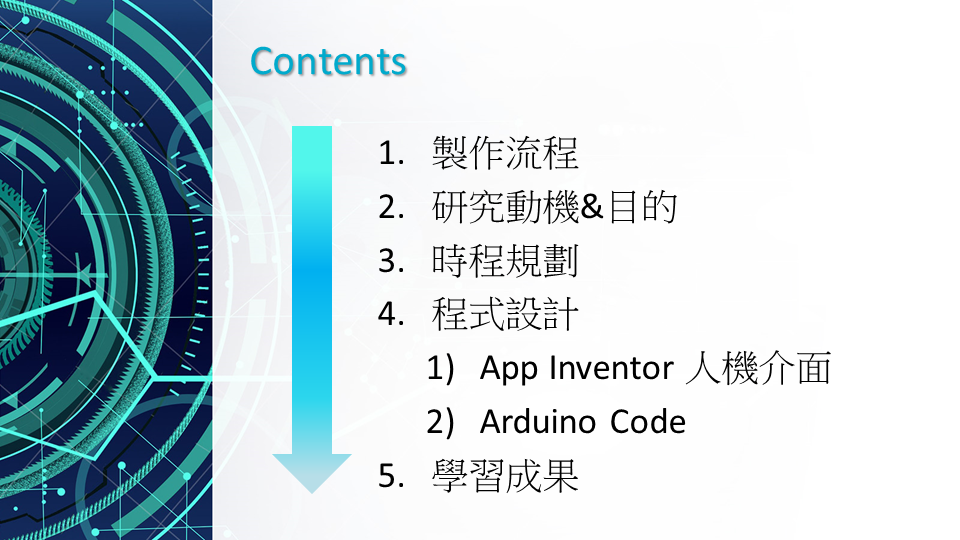 Contents
1. 製作流程
2. 研究動機&目的
3. 時程規劃
4. 程式設計
1) App Inventor 人機介面
2) Arduino Code
5. 學習成果